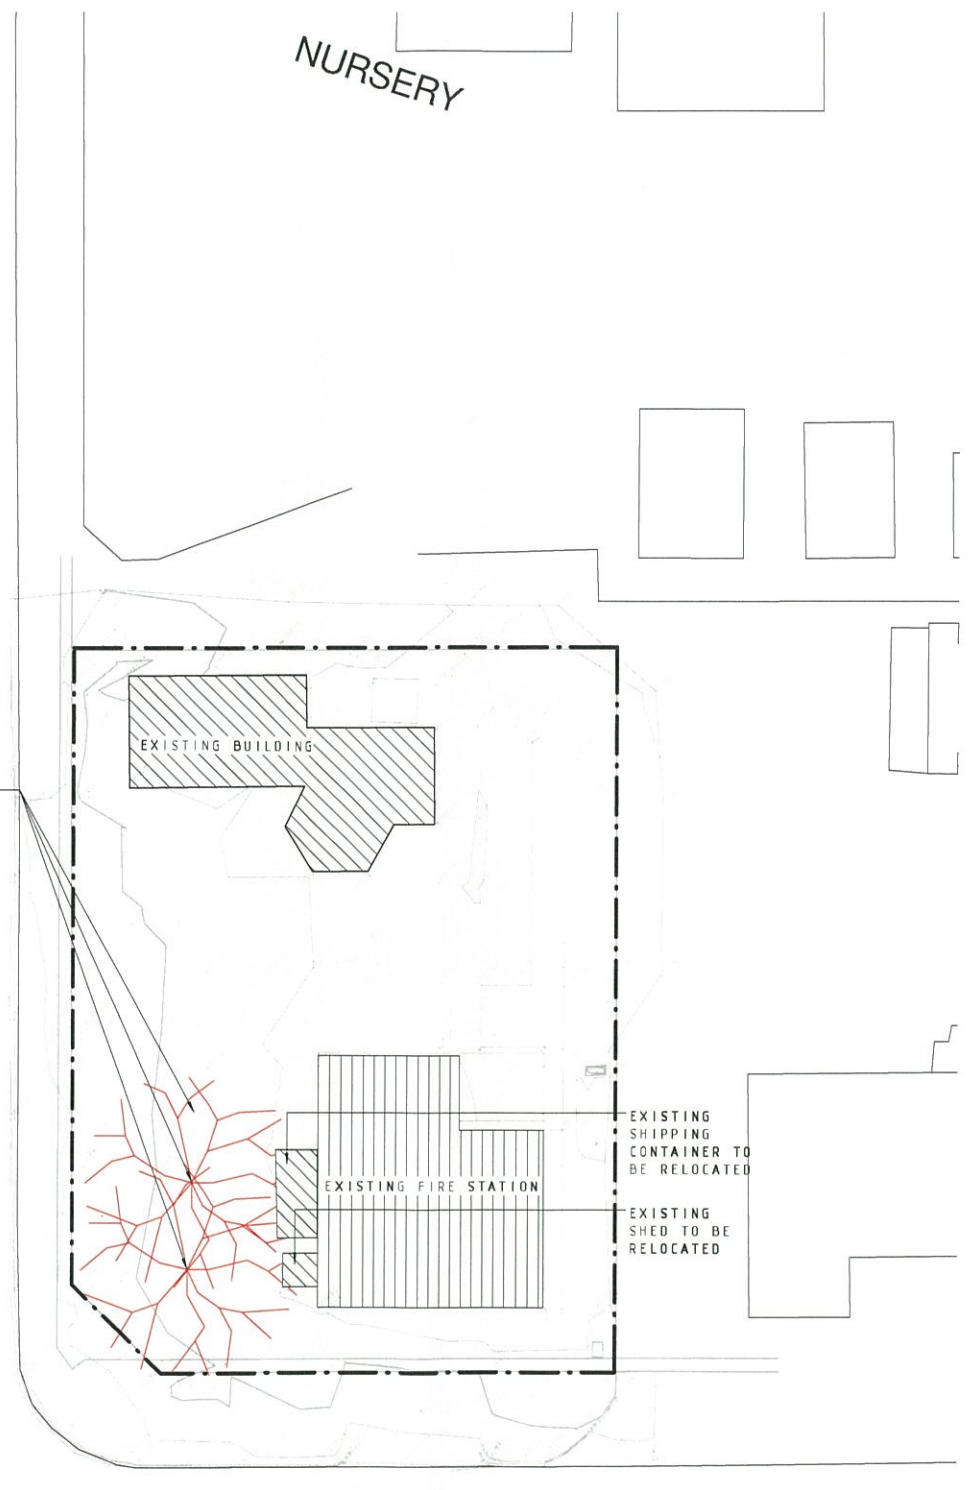 NURSERY
EXISTING BUILDING
EXISTING
SHIPPING
CONTAINER TO
BE RELOCATED
EXISTING FIRE STATION
EXISTING
SHED TO BE
RELOCATED